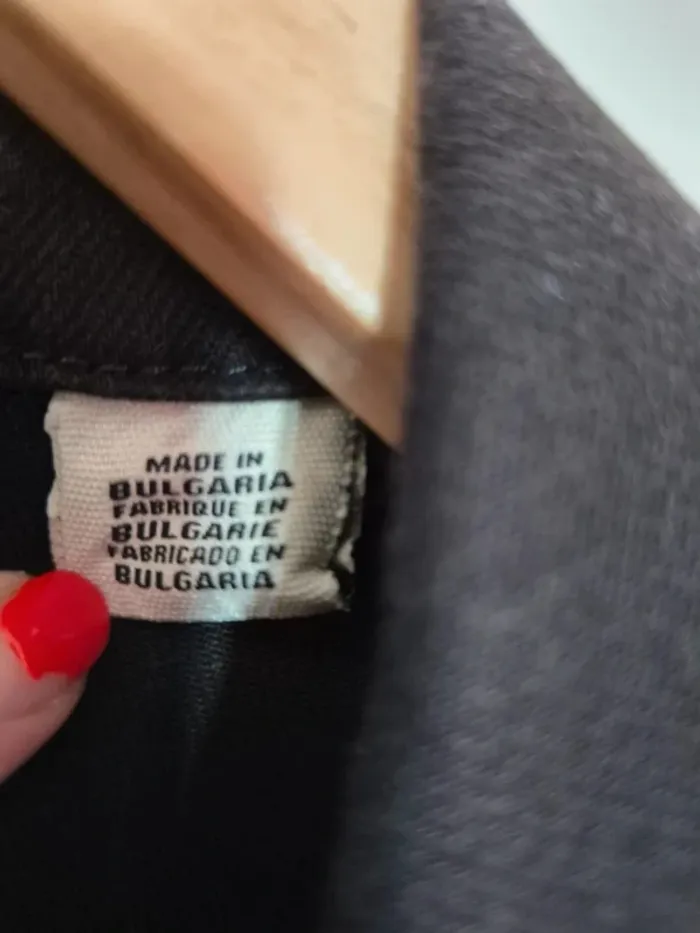 MADE IN
BULGARIA
FABRIQUE EN
BULGARIE
FABRICADO EN
BULGARIA